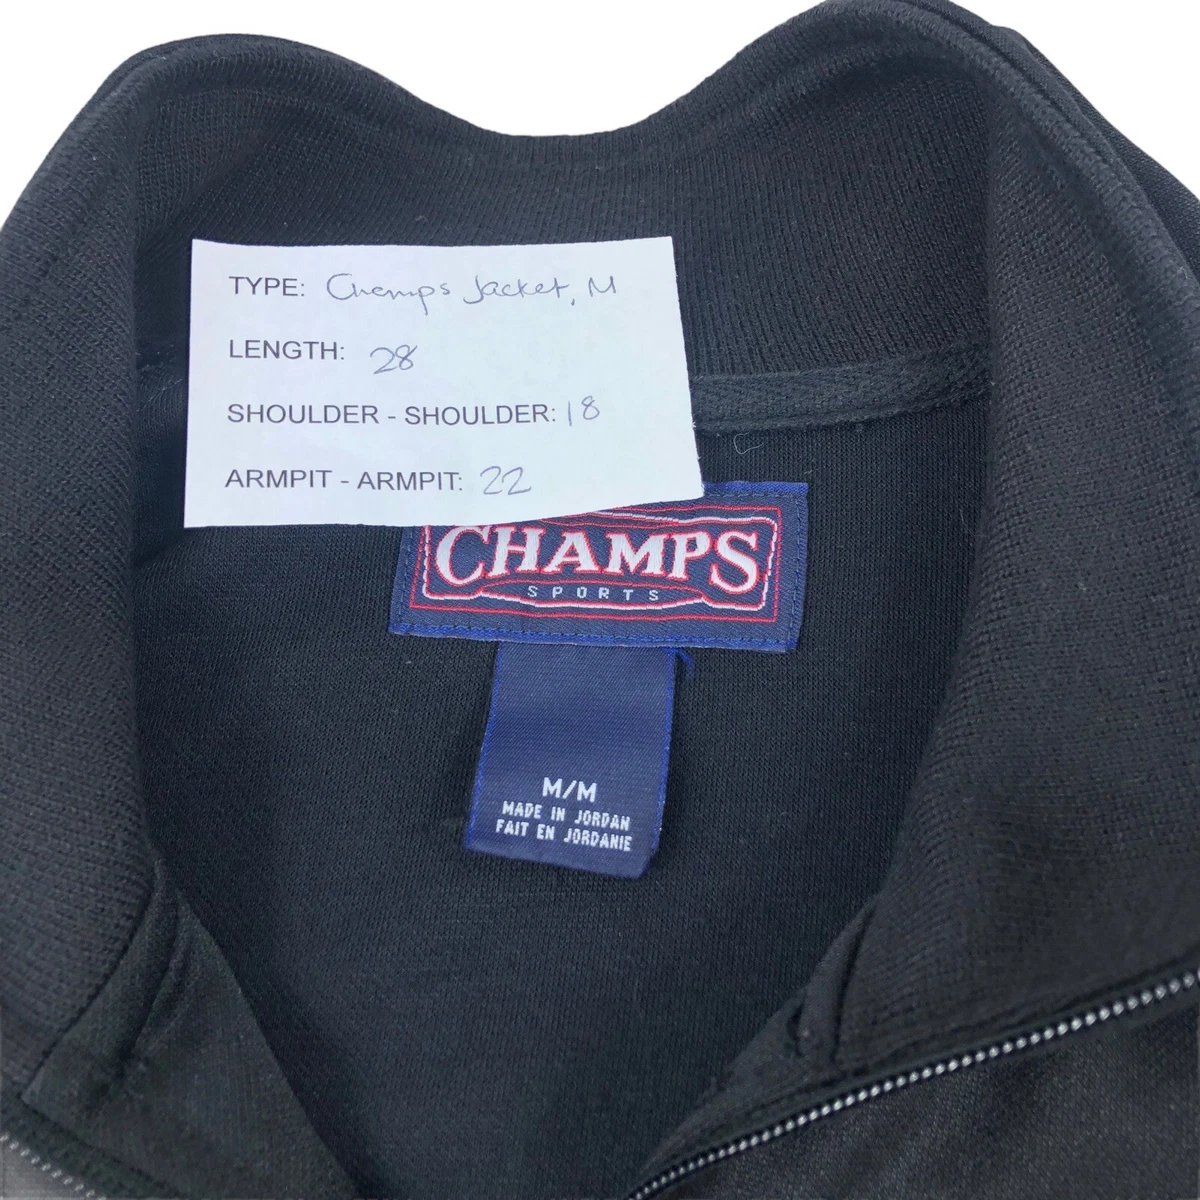 TYPE: Champs Jacket, M
LENGTH: 28
SHOULDER - SHOULDER: 18
ARMPIT - ARMPIT: 22
CHAMPS
SPORTS
M/M
MADE IN JORDAN
FAIT EN JORDANIE